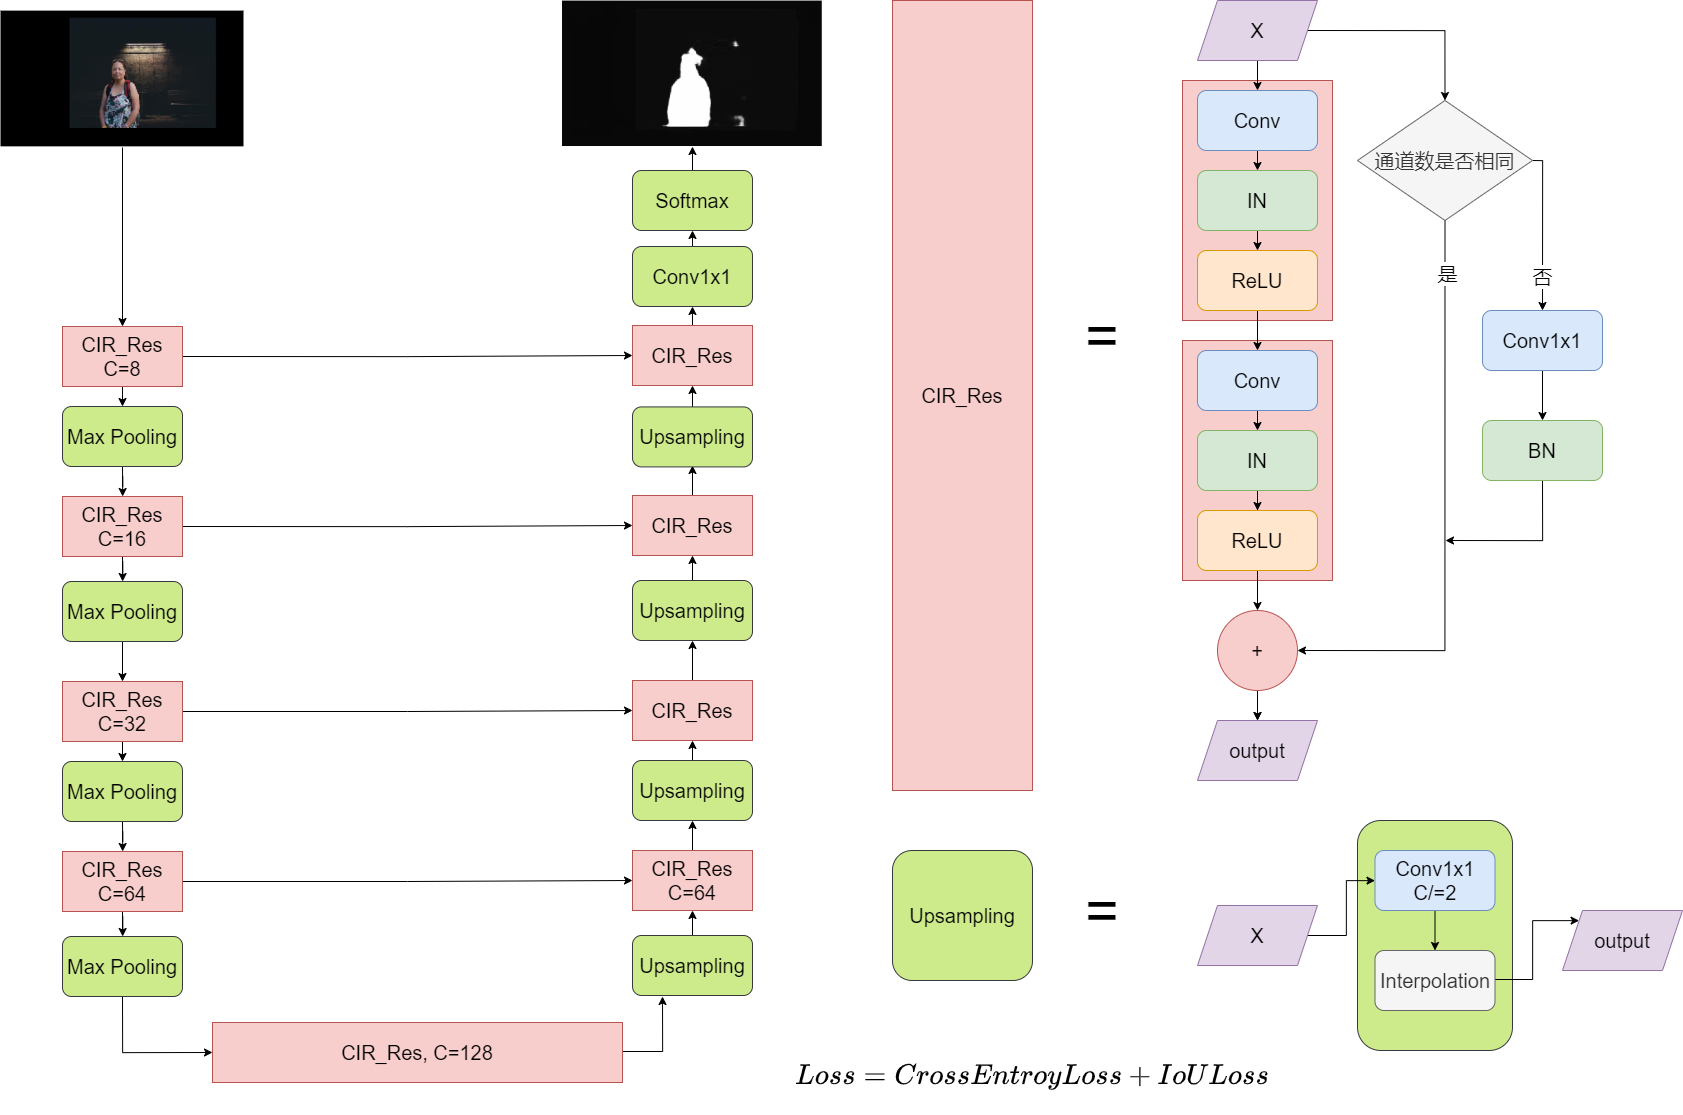 CIR_Res
C=8
Max Pooling
CIR_Res
C=16
Max Pooling
CIR_Res
C=32
Max Pooling
CIR_Res
C=64
Max Pooling
CIR_Res, C=128
Softmax
Conv1x1
CIR_Res
Upsampling
CIR_Res
Upsampling
CIR_Res
Upsampling
CIR_Res
C=64
Upsampling
CIR_Res
=
X
Conv
IN
ReLU
Conv
IN
ReLU
+
output
通道数是否相同
是
否
Conv1x1
BN
Upsampling
=
X
Conv1x1
C/=2
Interpolation
output
Loss = CrossEntroyLoss + IoULoss